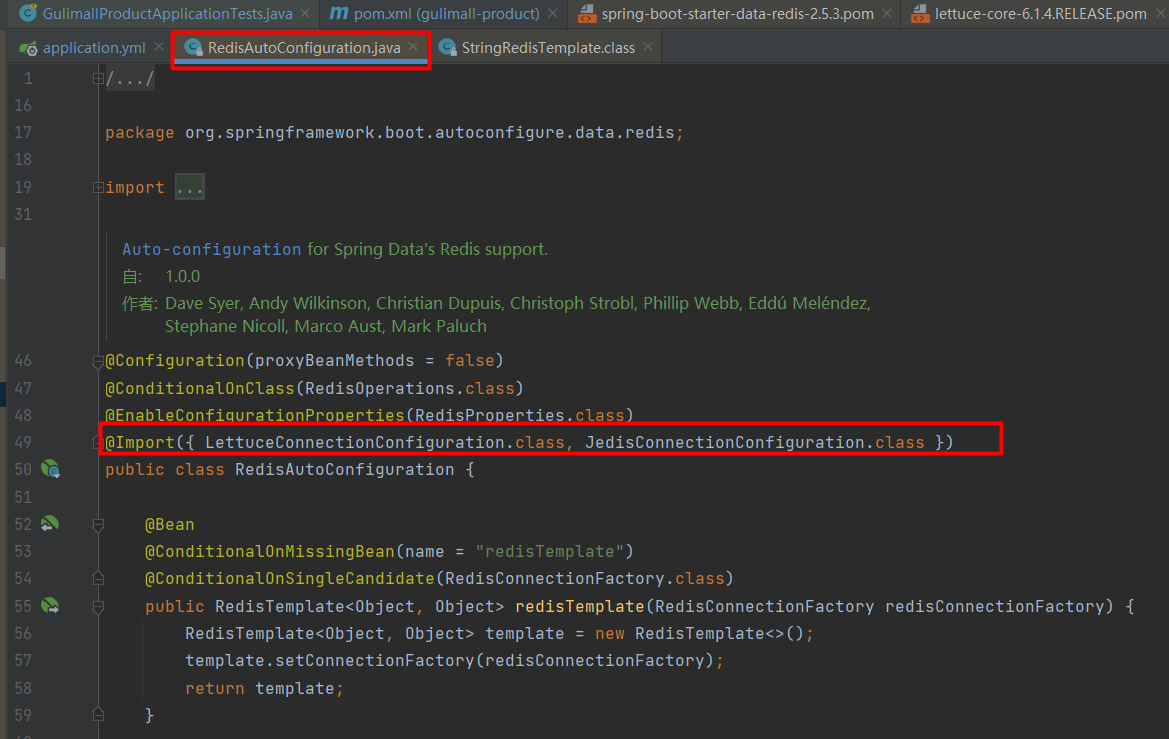 GulimallProductApplicationTests.java × pom.xml (gulimall-product) × spring-boot-starter-data-redis-2.5.3.pom × lettuce-core-6.1.4.RELEASE.pom ×
application.yml × RedisAutoConfiguration.java × StringRedisTemplate.class ×
1 /.../
16
17 package org.springframework.boot.autoconfigure.data.redis;
18
19 import ...
31
Auto-configuration for Spring Data's Redis support.
自: 1.0.0
作者: Dave Syer, Andy Wilkinson, Christian Dupuis, Christoph Strobl, Phillip Webb, Eddú Meléndez,
Stephane Nicoll, Marco Aust, Mark Paluch
46 @Configuration(proxyBeanMethods = false)
47 @ConditionalOnClass(RedisOperations.class)
48 @EnableConfigurationProperties(RedisProperties.class)
49 @Import({ LettuceConnectionConfiguration.class, JedisConnectionConfiguration.class })
50 public class RedisAutoConfiguration {
51
52 @Bean
53 @ConditionalOnMissingBean(name = "redisTemplate")
54 @ConditionalOnSingleCandidate(RedisConnectionFactory.class)
55 public RedisTemplate<Object, Object> redisTemplate(RedisConnectionFactory redisConnectionFactory) {
56 RedisTemplate<Object, Object> template = new RedisTemplate<>();
57 template.setConnectionFactory(redisConnectionFactory);
58 return template;
59 }